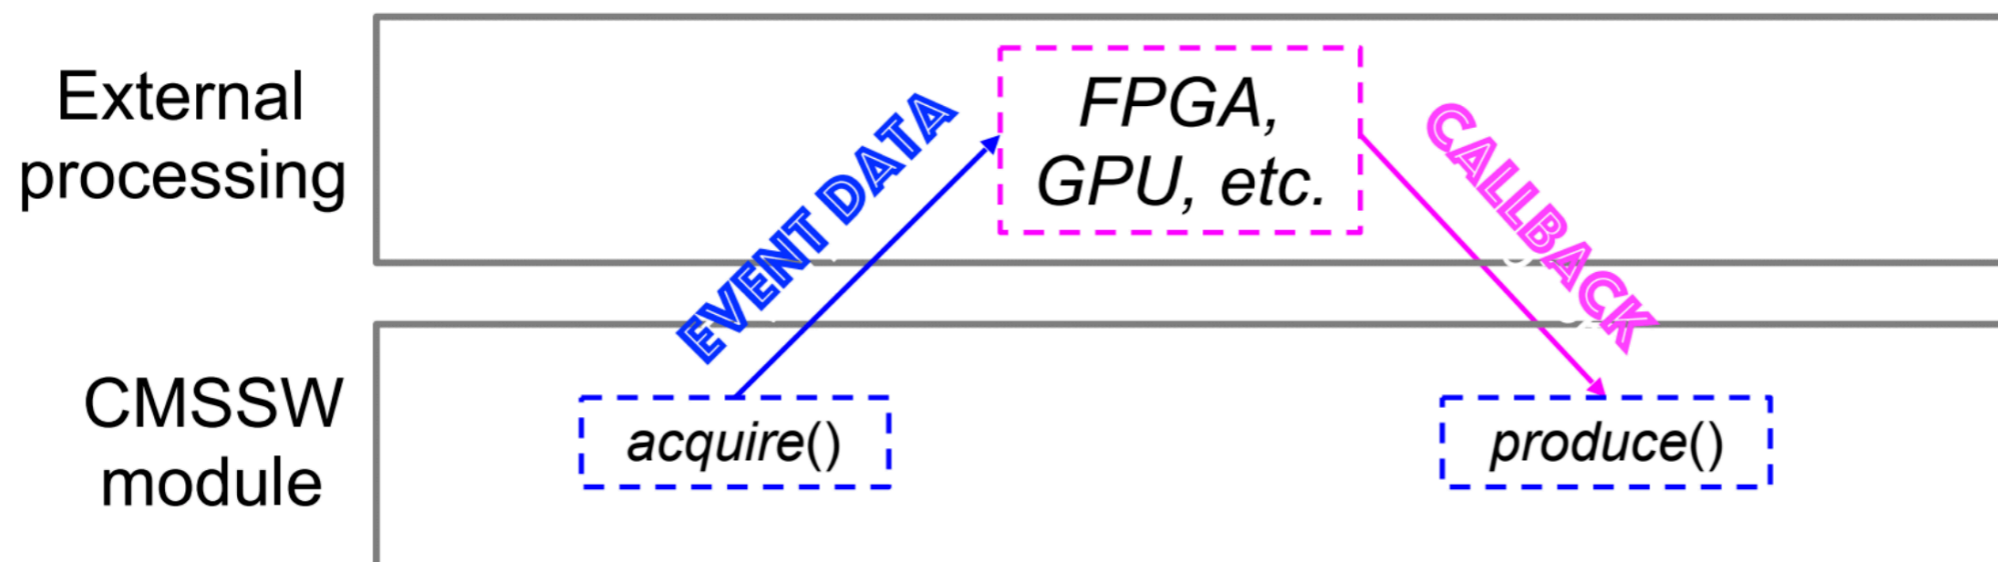 External
processing
EVENT DATA
FPGA,
GPU, etc.
CALLBACK
CMSSW
module
acquire()
produce()